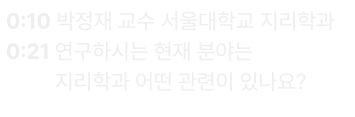 0:10 박정재 교수 서울대학교 지리학과
0:21 연구하시는 현재 분야는
지리학과 어떤 관련이 있나요?